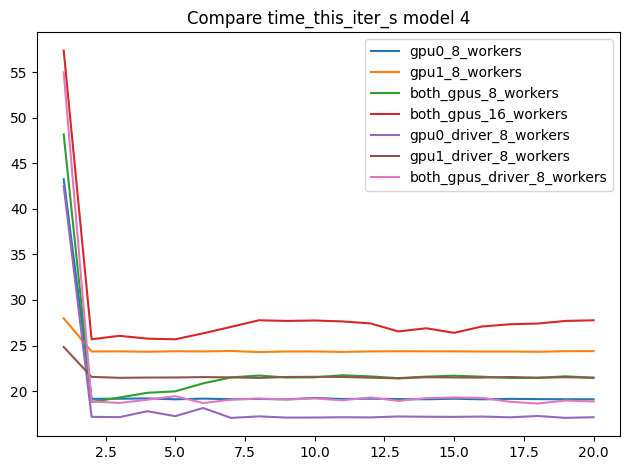 Compare time_this_iter_s model 4
gpu0_8_workers
gpu1_8_workers
both_gpus_8_workers
both_gpus_16_workers
gpu0_driver_8_workers
gpu1_driver_8_workers
both_gpus_driver_8_workers
55
50
45
40
35
30
25
20
2.5 5.0 7.5 10.0 12.5 15.0 17.5 20.0